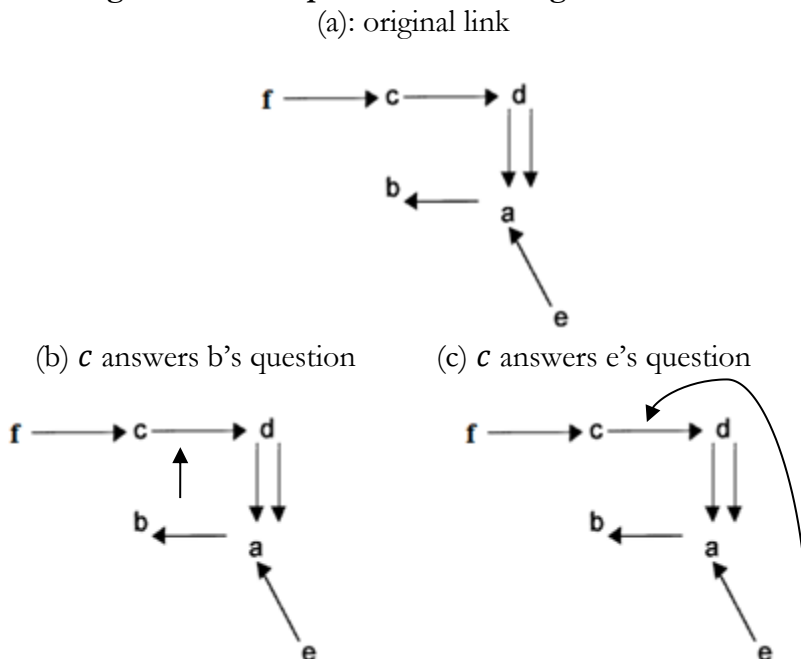 (a): original link
f c d
b
a
e
(b) c answers b's question (c) c answers e's question
f c d f c d
b b
a a
e e